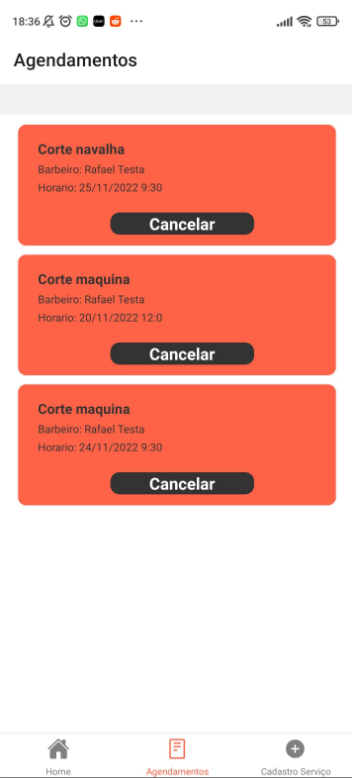 18:36
53
Agendamentos
Corte navalha
Barbeiro: Rafael Testa
Horario: 25/11/2022 9:30
Cancelar
Corte maquina
Barbeiro: Rafael Testa
Horario: 20/11/2022 12:0
Cancelar
Corte maquina
Barbeiro: Rafael Testa
Horario: 24/11/2022 9:30
Cancelar
Home
Agendamentos
Cadastro Serviço